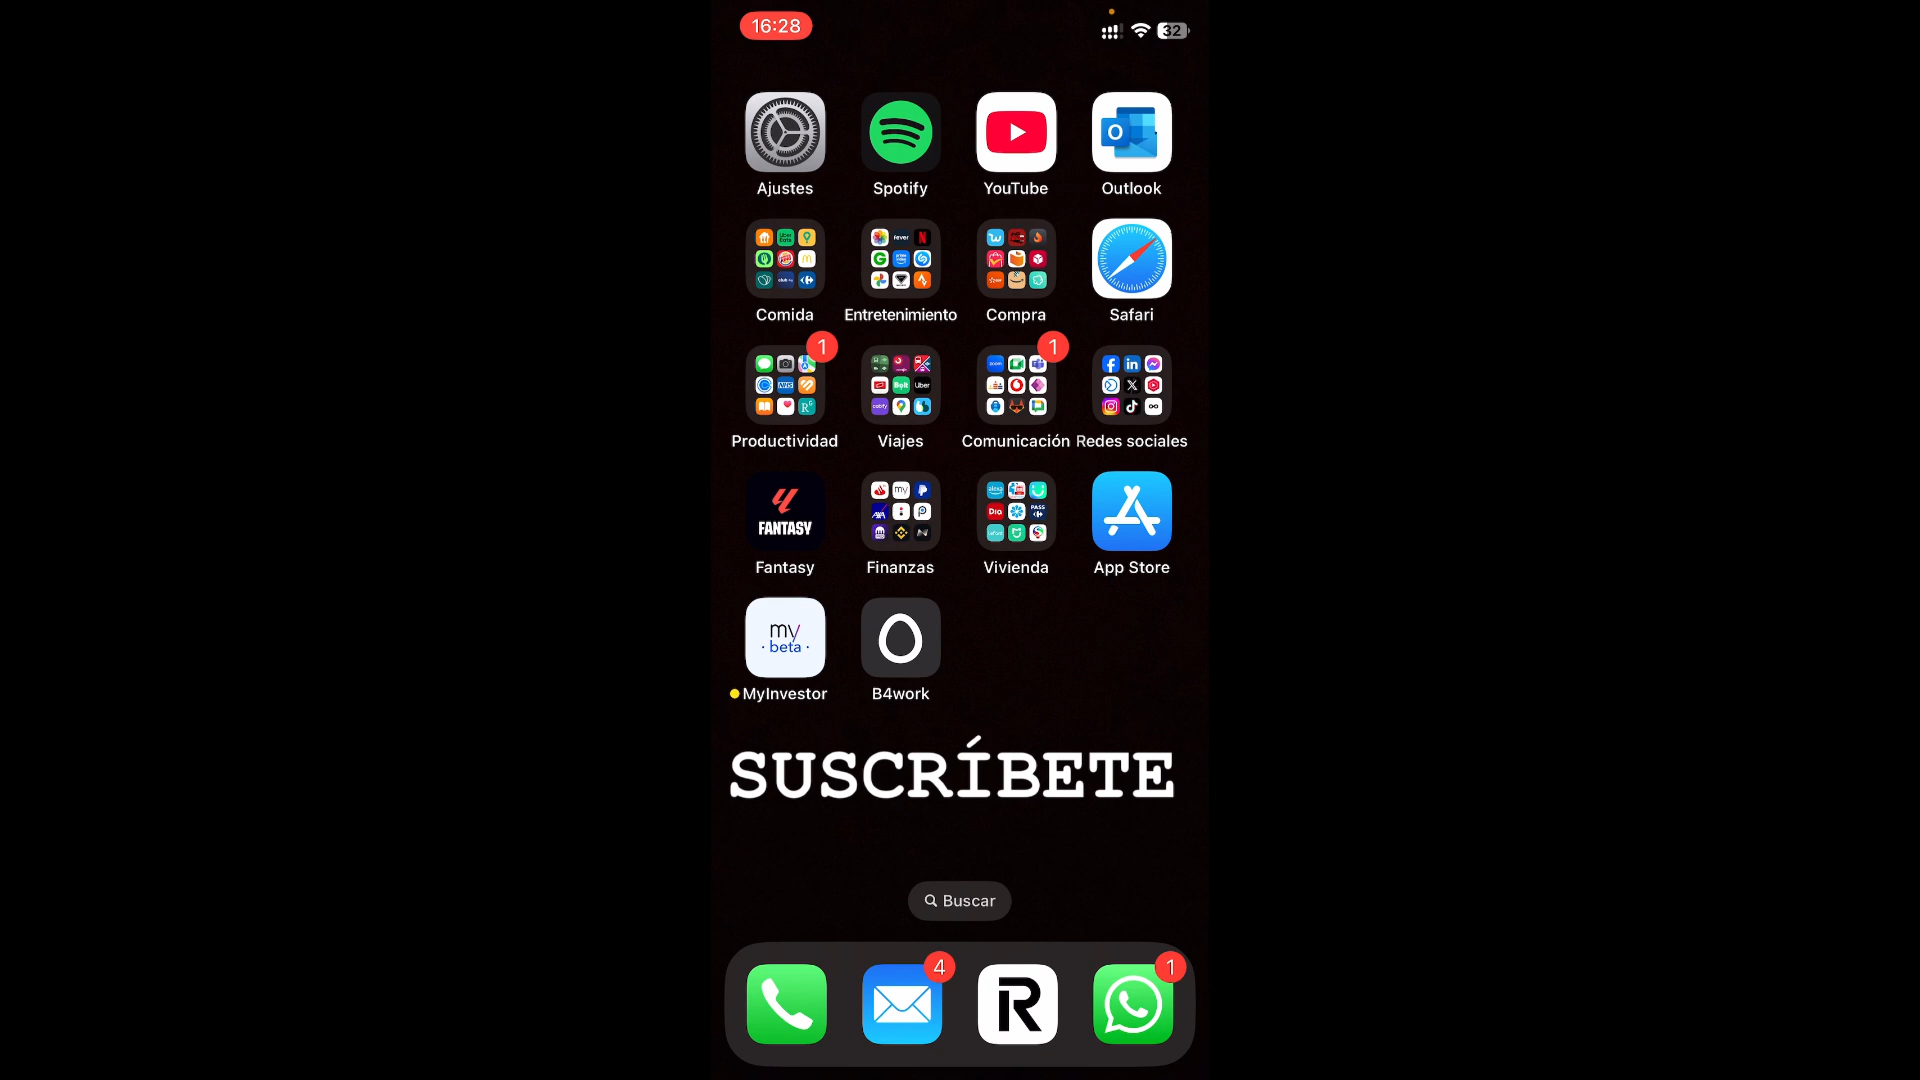 16:28
32
Ajustes
Spotify
YouTube
Outlook
Comida
Entretenimiento
Compra
Safari
1
1
Productividad
Viajes
Comunicación
Redes sociales
FANTASY
Fantasy
Finanzas
Vivienda
App Store
my
· beta ·
MyInvestor
B4work
SUSCRÍBETE
Buscar
4
1